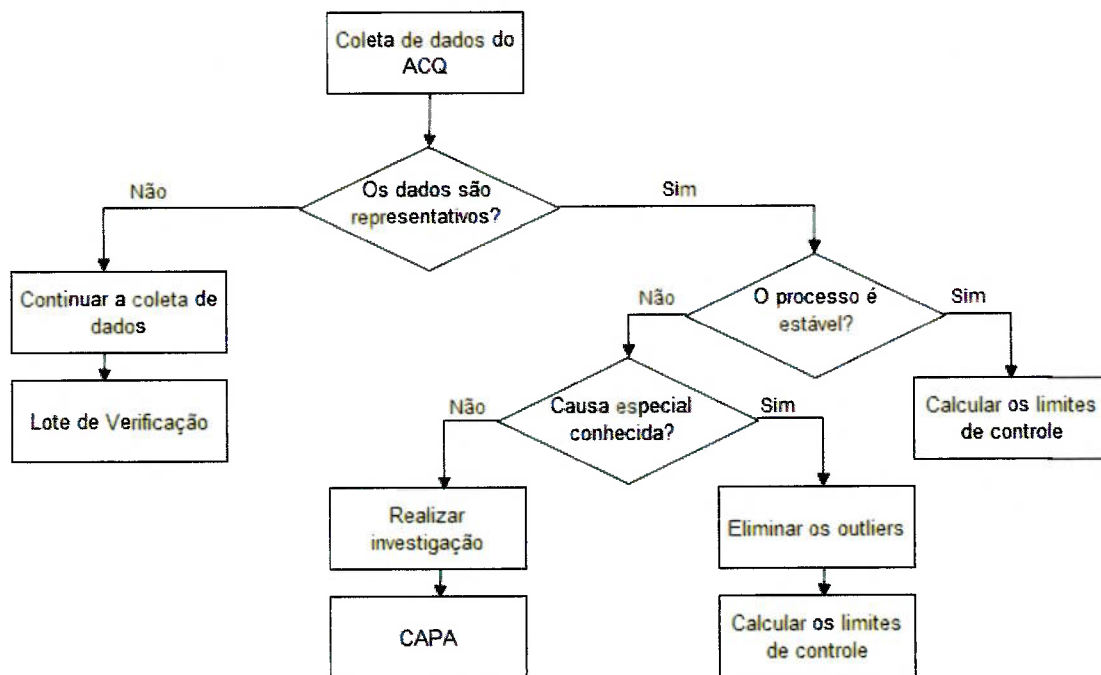 Coleta de dados do
ACQ
Não
Os dados são
representativos?
Sim
Continuar a coleta de
dados
Não
O processo é
estável?
Sim
Lote de Verificação
Não
Causa especial
conhecida?
Sim
Calcular os limites
de controle
Realizar
investigação
Eliminar os outliers
CAPA
Calcular os limites
de controle